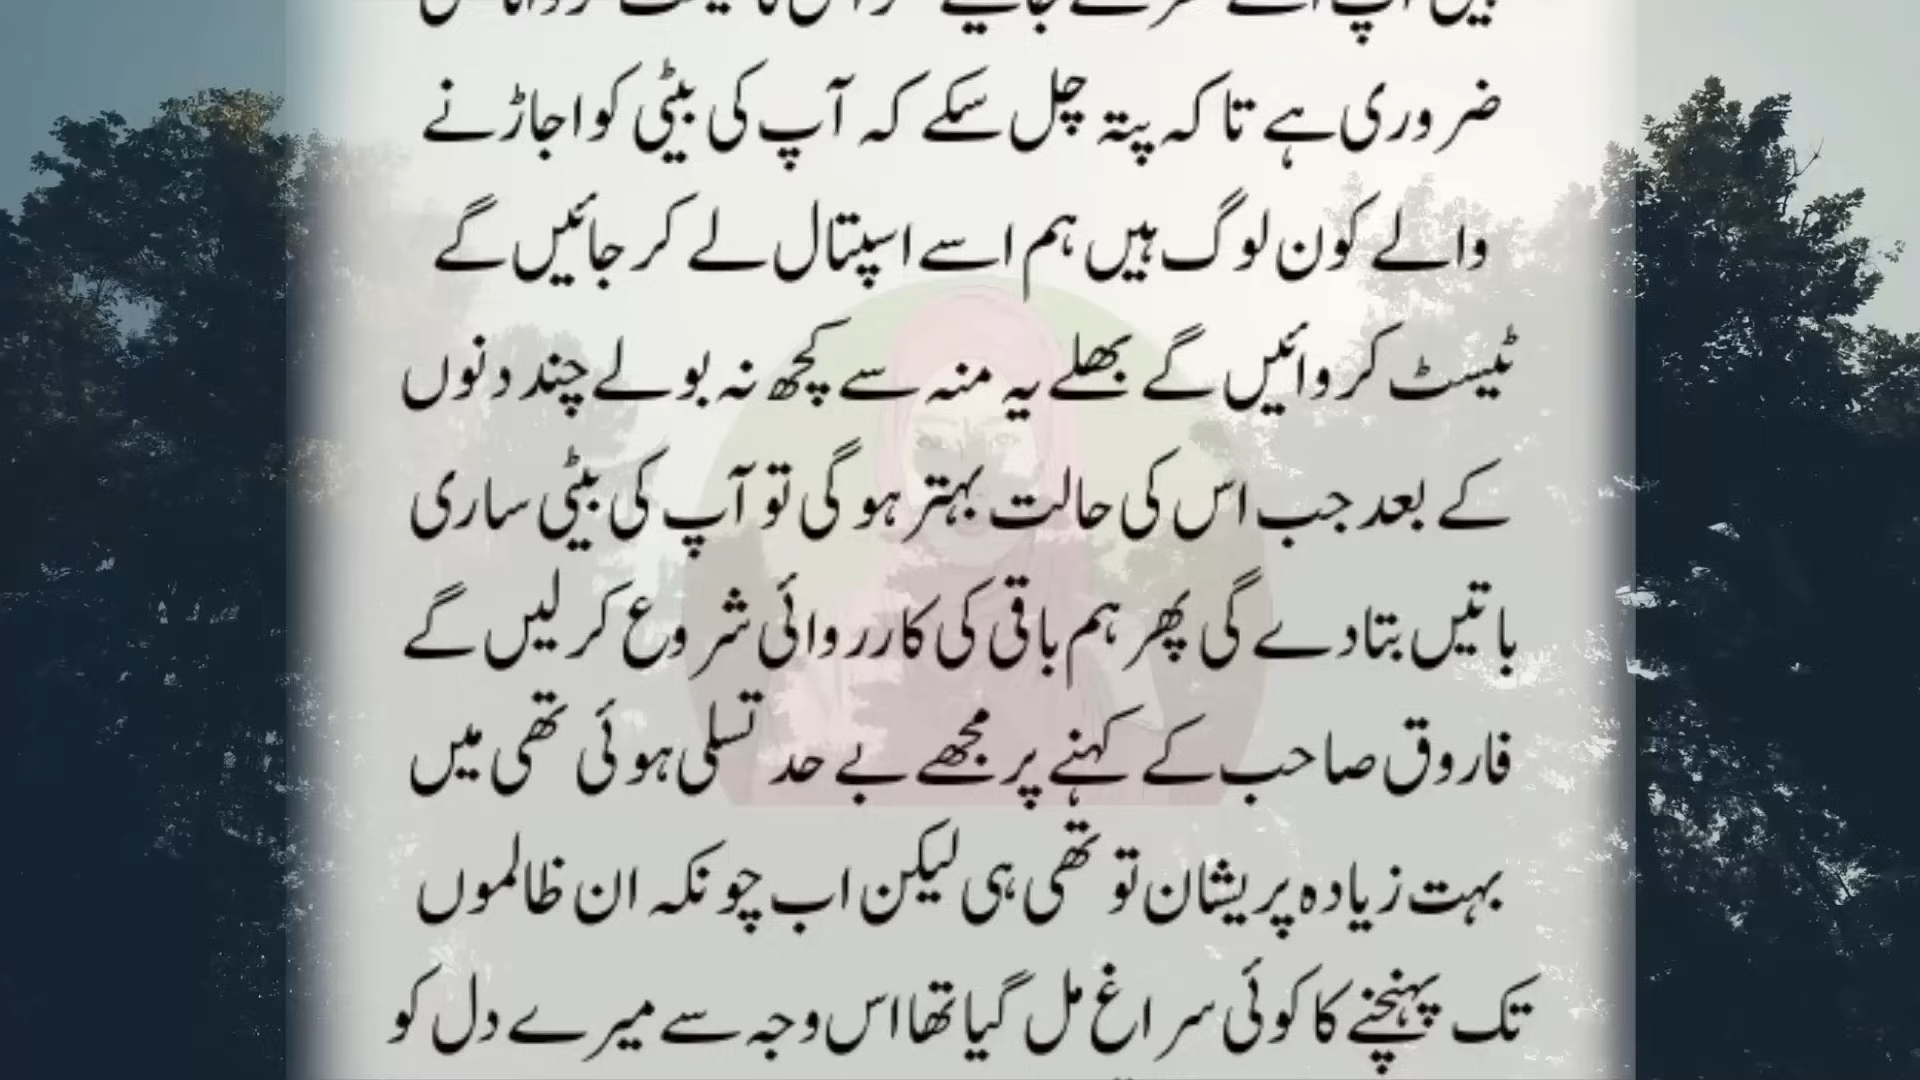 ضروری ہے تاکہ پتہ چل سکے کہ آپ کی بیٹی کو اجاڑنے
والے کون لوگ ہیں ہم اسے اسپتال لے کر جائیں گے
ٹیسٹ کروائیں گے بھلے یہ منہ سے کچھ نہ بولے چند دنوں
کے بعد جب اس کی حالت بہتر ہو گی تو آپ کی بیٹی ساری
باتیں بتا دے گی پھر ہم باقی کی کارروائی شروع کر لیں گے
فاروق صاحب کے کہنے پر مجھے بے حد تسلی ہوئی تھی میں
بہت زیادہ پریشان تو تھی ہی لیکن اب چونکہ ان ظالموں
تک پہنچنے کا کوئی سراغ مل گیا تھا اس وجہ سے میرے دل کو